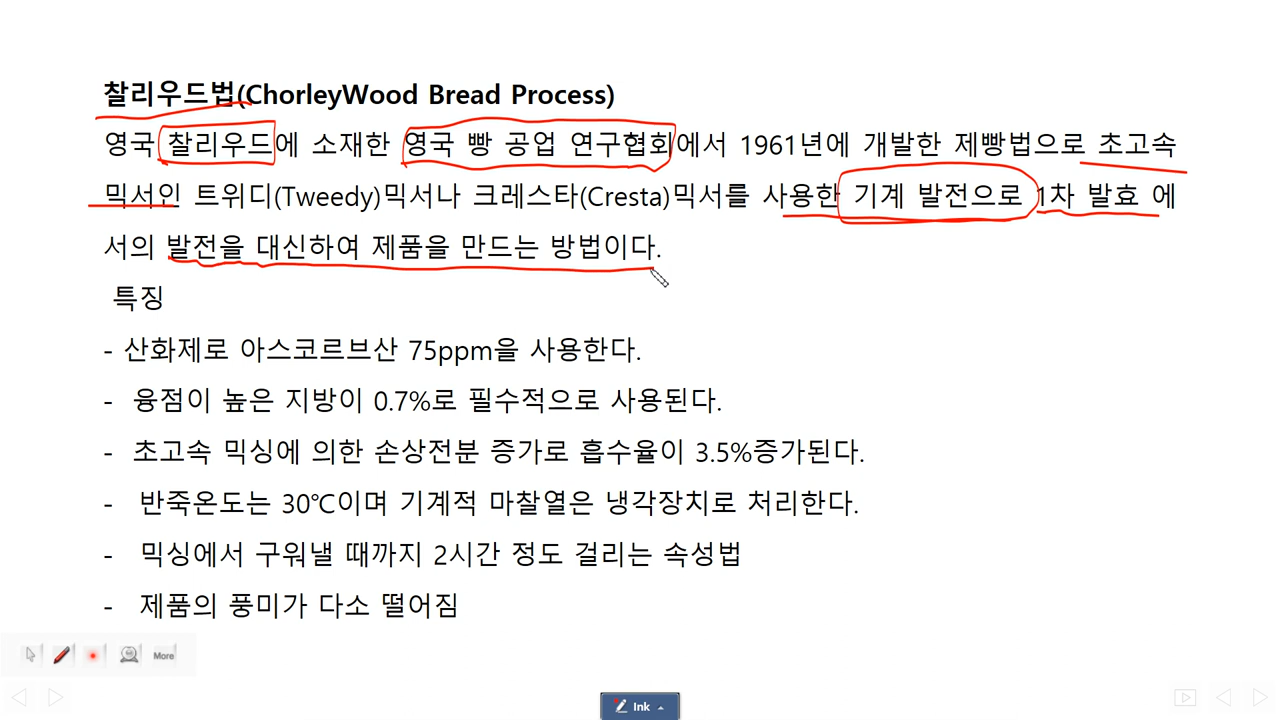 찰리우드법(ChorleyWood Bread Process)
영국 찰리우드에 소재한 영국 빵 공업 연구협회에서 1961년에 개발한 제빵법으로 초고속
믹서인 트위디(Tweedy)믹서나 크레스타(Cresta)믹서를 사용한 기계 발전으로 1차 발효 에
서의 발전을 대신하여 제품을 만드는 방법이다.
특징
- 산화제로 아스코르브산 75ppm을 사용한다.
- 융점이 높은 지방이 0.7%로 필수적으로 사용된다.
- 초고속 믹싱에 의한 손상전분 증가로 흡수율이 3.5%증가된다.
- 반죽온도는 30℃이며 기계적 마찰열은 냉각장치로 처리한다.
- 믹싱에서 구워낼 때까지 2시간 정도 걸리는 속성법
- 제품의 풍미가 다소 떨어짐
More
Ink